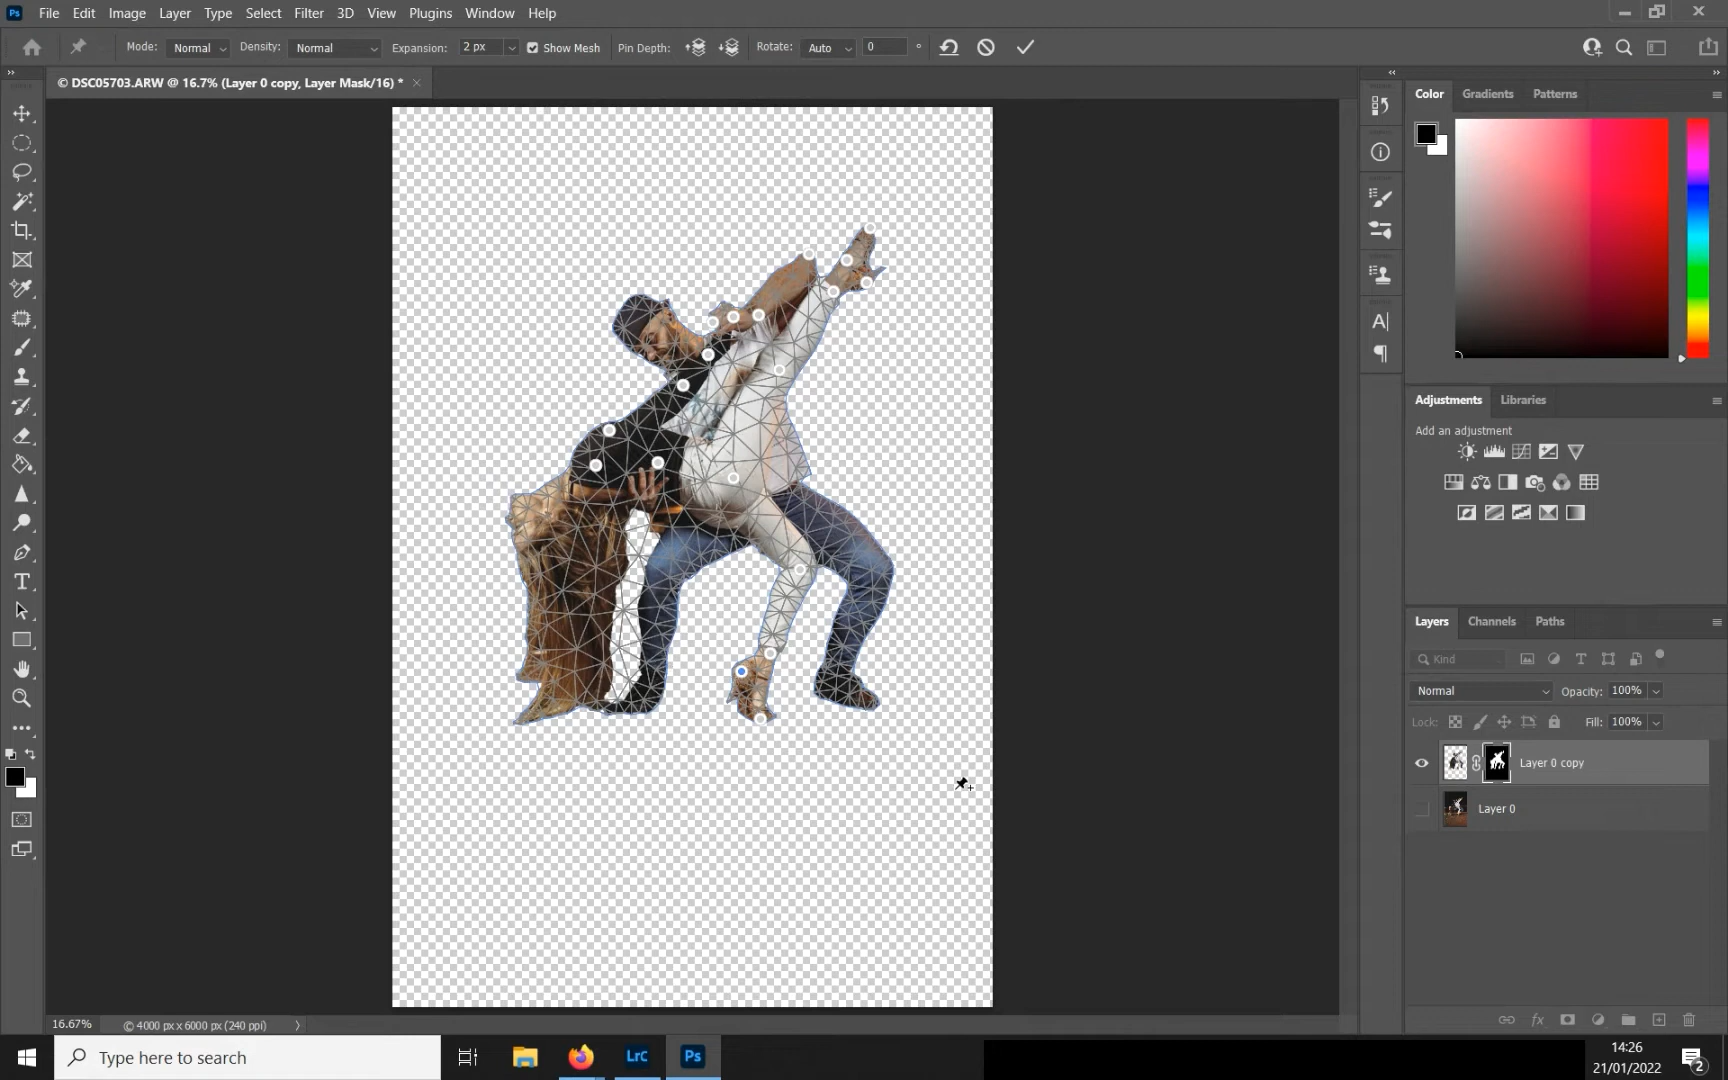 Ps File Edit Image Layer Type Select Filter 3D View Plugins Window Help
Mode: Normal Density: Normal Expansion: 2 px Show Mesh Pin Depth: Rotate: Auto 0 °
© DSC05703.ARW @ 16.7% (Layer 0 copy, Layer Mask/16) * ×
Color Gradients Patterns
Adjustments Libraries
Add an adjustment
Layers Channels Paths
Kind
Normal Opacity: 100%
Lock: Fill: 100%
Layer 0 copy
Layer 0
16.67% © 4000 px x 6000 px (240 ppi)
Type here to search
LrC Ps
14:26
21/01/2022
2